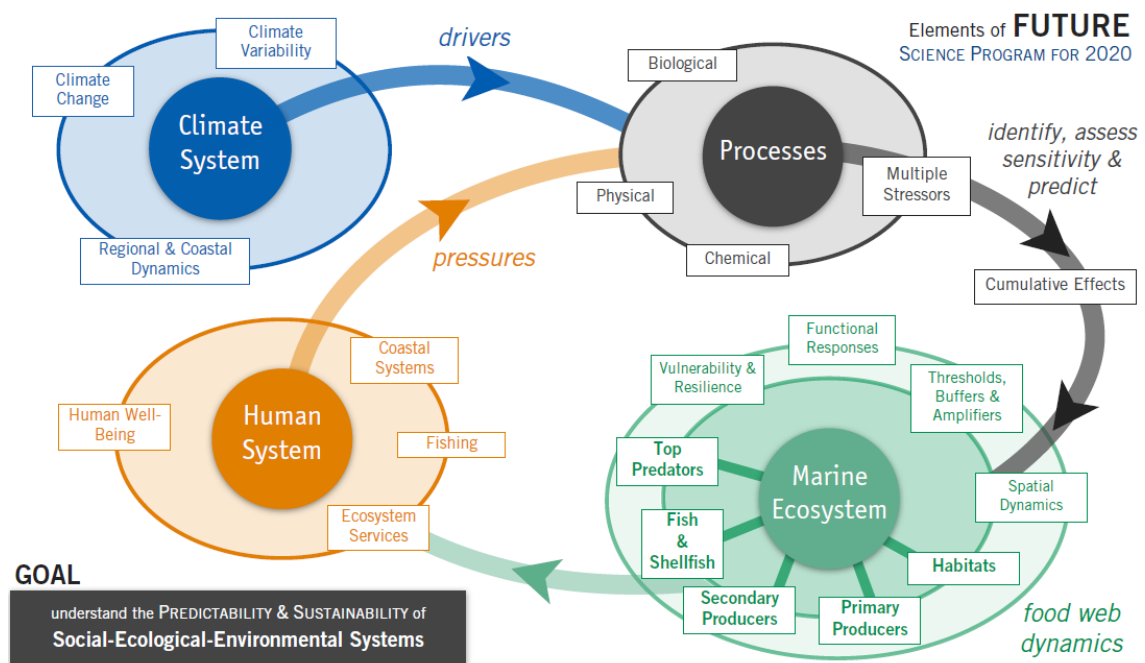 Elements of FUTURE
SCIENCE PROGRAM FOR 2020
Climate
Variability
Climate
Change
Climate
System
Regional & Coastal
Dynamics
drivers
pressures
Biological
Processes
Physical
Chemical
Multiple
Stressors
identify, assess
sensitivity &
predict
Cumulative Effects
Human
System
Coastal
Systems
Human Well-
Being
Fishing
Ecosystem
Services
Functional
Responses
Vulnerability &
Resilience
Thresholds,
Buffers &
Amplifiers
Spatial
Dynamics
Marine
Ecosystem
Top
Predators
Fish
&
Shellfish
Secondary
Producers
Primary
Producers
Habitats
food web
dynamics
GOAL
understand the PREDICTABILITY & SUSTAINABILITY of
Social-Ecological-Environmental Systems